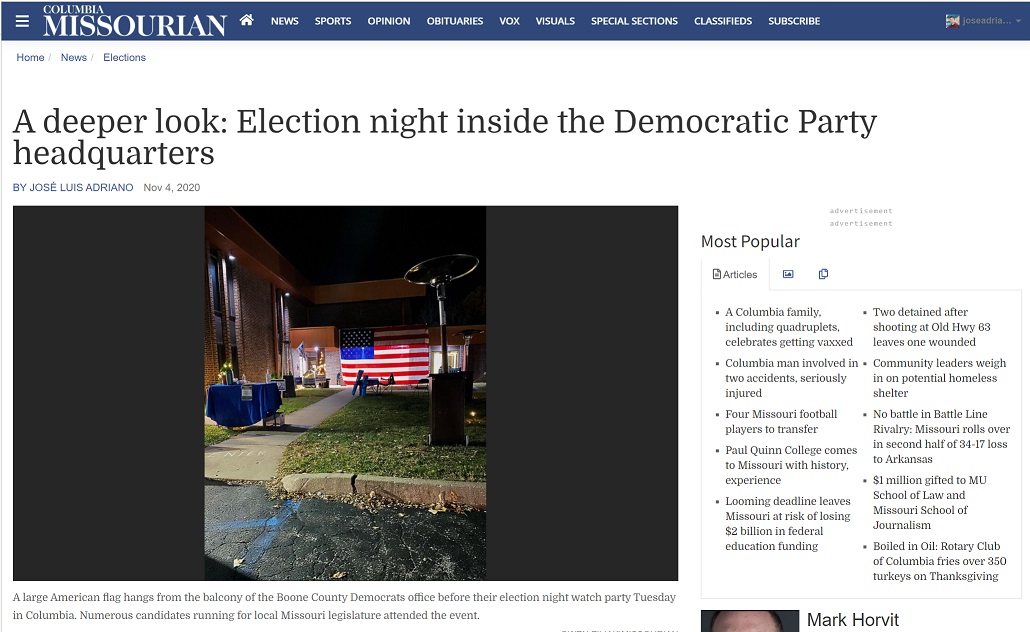 COLUMBIA
MISSOURIAN
NEWS SPORTS OPINION OBITUARIES VOX VISUALS SPECIAL SECTIONS CLASSIFIEDS SUBSCRIBE
joseadria...
Home / News / Elections
A deeper look: Election night inside the Democratic Party
headquarters
BY JOSÉ LUIS ADRIANO Nov 4, 2020
A large American flag hangs from the balcony of the Boone County Democrats office before their election night watch party Tuesday
in Columbia. Numerous candidates running for local Missouri legislature attended the event.
advertisement
advertisement
Most Popular
Articles
A Columbia family,
including quadruplets,
celebrates getting vaxxed
Columbia man involved in
two accidents, seriously
injured
Four Missouri football
players to transfer
Paul Quinn College comes
to Missouri with history,
experience
Looming deadline leaves
Missouri at risk of losing
$2 billion in federal
education funding
Two detained after
shooting at Old Hwy 63
leaves one wounded
Community leaders weigh
in on potential homeless
shelter
No battle in Battle Line
Rivalry: Missouri rolls over
in second half of 34-17 loss
to Arkansas
$1 million gifted to MU
School of Law and
Missouri School of
Journalism
Boiled in Oil: Rotary Club
of Columbia fries over 350
turkeys on Thanksgiving
Mark Horvit